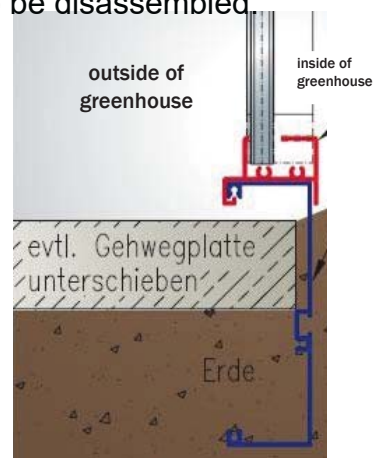 be disassembled.
outside of
greenhouse
inside of
greenhouse
evtl. Gehwegplatte
unterschieben
Erde